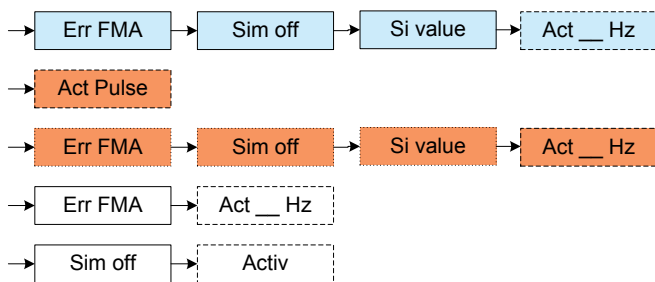 Err FMA Sim off Si value Act __ Hz
Act Pulse
Err FMA Sim off Si value Act __ Hz
Err FMA Act __ Hz
Sim off Activ